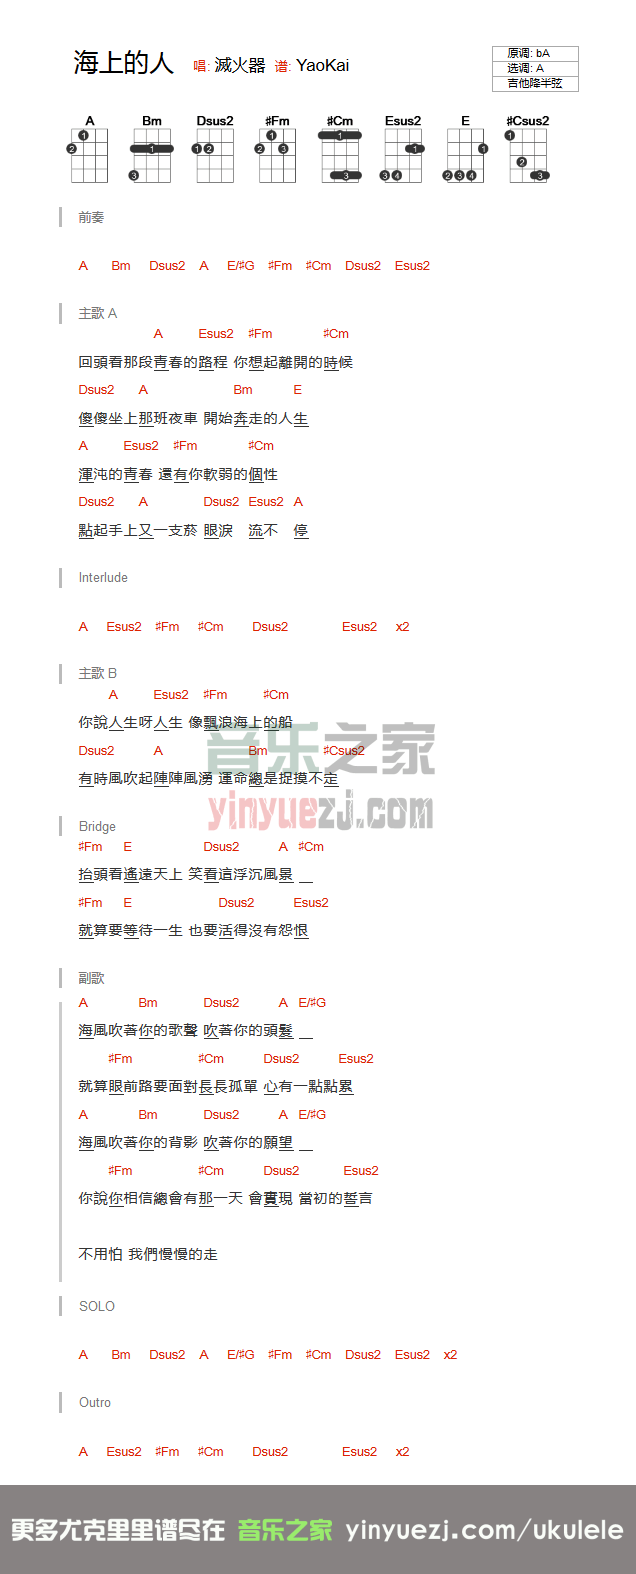 海上的人 唱: 滅火器 谱: YaoKai
原调: bA
选调: A
吉他降半弦
A Bm Dsus2 ♯Fm ♯Cm Esus2 E ♯Csus2
前奏
A Bm Dsus2 A E/♯G ♯Fm ♯Cm Dsus2 Esus2
主歌 A
A Esus2 ♯Fm ♯Cm
回頭看那段青春的路程 你想起離開的時候
Dsus2 A Bm E
傻傻坐上那班夜車 開始奔走的人生
A Esus2 ♯Fm ♯Cm
渾沌的青春 還有你軟弱的個性
Dsus2 A Dsus2 Esus2 A
點起手上又一支菸 眼淚 流不 停
Interlude
A Esus2 ♯Fm ♯Cm Dsus2 Esus2 x2
主歌 B
A Esus2 ♯Fm ♯Cm
你說人生呀人生 像飄浪海上的船
Dsus2 A Bm ♯Csus2
有時風吹起陣陣風湧 運命總是捉摸不定
音乐之家
yinyuezj.com
Bridge
♯Fm E Dsus2 A ♯Cm
抬頭看遙遠天上 笑看這浮沉風景 __
♯Fm E Dsus2 Esus2
就算要等待一生 也要活得沒有怨恨
副歌
A Bm Dsus2 A E/♯G
海風吹著你的歌聲 吹著你的頭髮 __
♯Fm ♯Cm Dsus2 Esus2
就算眼前路要面對長長孤單 心有一點點累
A Bm Dsus2 A E/♯G
海風吹著你的背影 吹著你的願望 __
♯Fm ♯Cm Dsus2 Esus2
你說你相信總會有那一天 會實現 當初的誓言
不用怕 我們慢慢的走
SOLO
A Bm Dsus2 A E/♯G ♯Fm ♯Cm Dsus2 Esus2 x2
Outro
A Esus2 ♯Fm ♯Cm Dsus2 Esus2 x2
更多尤克里里谱尽在 音乐之家 yinyuezj.com/ukulele